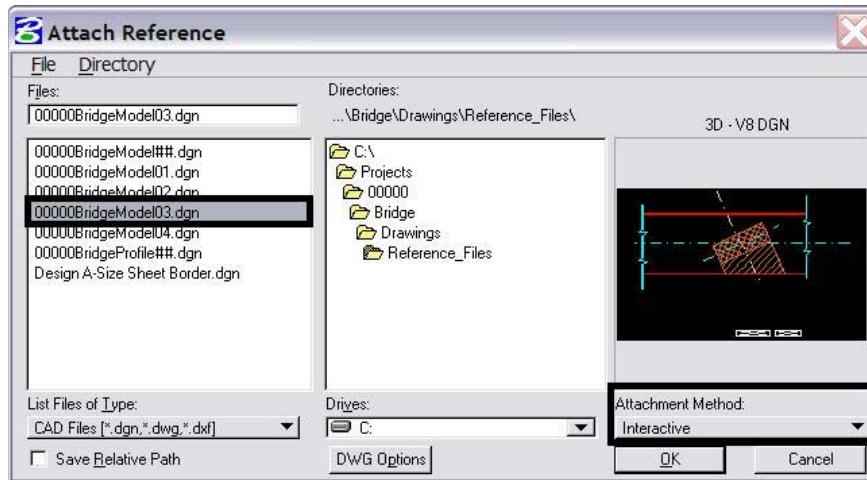 Attach Reference
File Directory
Files:
00000BridgeModel03.dgn
00000BridgeModel##.dgn
00000BridgeModel01.dgn
00000BridgeModel02.dgn
00000BridgeModel03.dgn
00000BridgeModel04.dgn
00000BridgeProfile##.dgn
Design A-Size Sheet Border.dgn
List Files of Type:
CAD Files [*.dgn,*.dwg,*.dxf]
Save Relative Path
Directories:
...\Bridge\Drawings\Reference_Files\
C:\
Projects
00000
Bridge
Drawings
Reference_Files
Drives:
C:
DWG Options
3D - V8 DGN
Attachment Method:
Interactive
OK Cancel